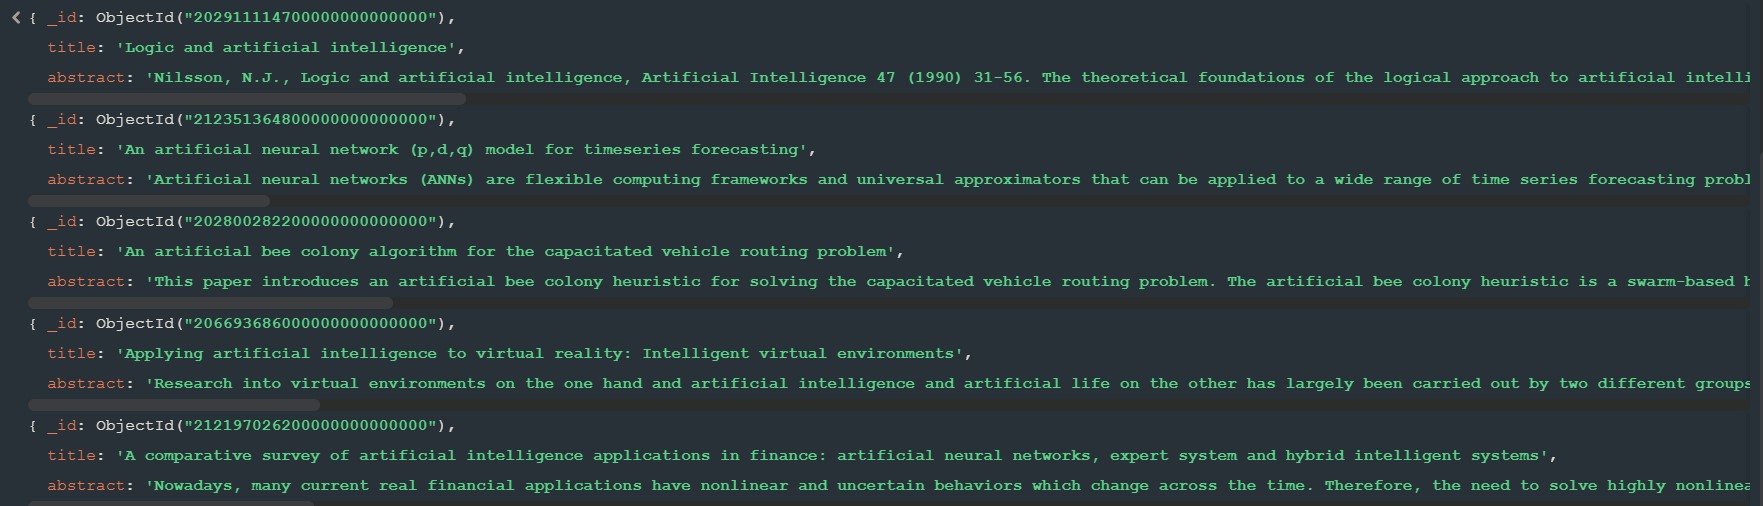 { _id: ObjectId("202911114700000000000000"),
title: 'Logic and artificial intelligence',
abstract: 'Nilsson, N.J., Logic and artificial intelligence, Artificial Intelligence 47 (1990) 31-56. The theoretical foundations of the logical approach to artificial intelli
{ _id: ObjectId("212351364800000000000000"),
title: 'An artificial neural network (p,d,q) model for timeseries forecasting',
abstract: 'Artificial neural networks (ANNs) are flexible computing frameworks and universal approximators that can be applied to a wide range of time series forecasting probl
{ _id: ObjectId("202800282200000000000000"),
title: 'An artificial bee colony algorithm for the capacitated vehicle routing problem',
abstract: 'This paper introduces an artificial bee colony heuristic for solving the capacitated vehicle routing problem. The artificial bee colony heuristic is a swarm-based h
{ _id: ObjectId("206693686000000000000000"),
title: 'Applying artificial intelligence to virtual reality: Intelligent virtual environments',
abstract: 'Research into virtual environments on the one hand and artificial intelligence and artificial life on the other has largely been carried out by two different groups
{ _id: ObjectId("212197026200000000000000"),
title: 'A comparative survey of artificial intelligence applications in finance: artificial neural networks, expert system and hybrid intelligent systems',
abstract: 'Nowadays, many current real financial applications have nonlinear and uncertain behaviors which change across the time. Therefore, the need to solve highly nonlinea